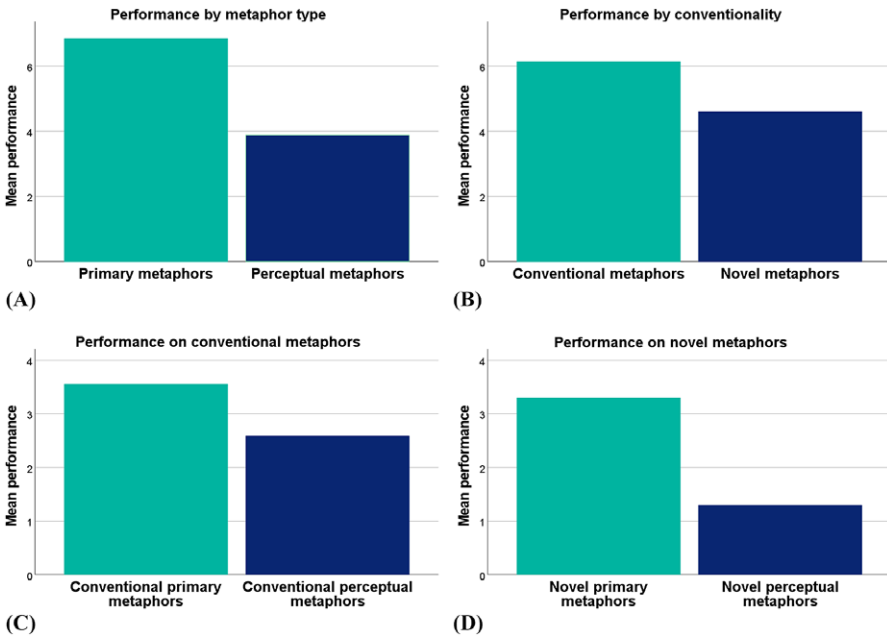 Performance by metaphor type
Mean performance
6
4
2
0
Primary metaphors
Perceptual metaphors
(A)
Performance by conventionality
Mean performance
6
4
2
0
Conventional metaphors
Novel metaphors
(B)
Performance on conventional metaphors
Mean performance
4
3
2
1
0
Conventional primary
metaphors
Conventional perceptual
metaphors
(C)
Performance on novel metaphors
Mean performance
4
3
2
1
0
Novel primary
metaphors
Novel perceptual
metaphors
(D)